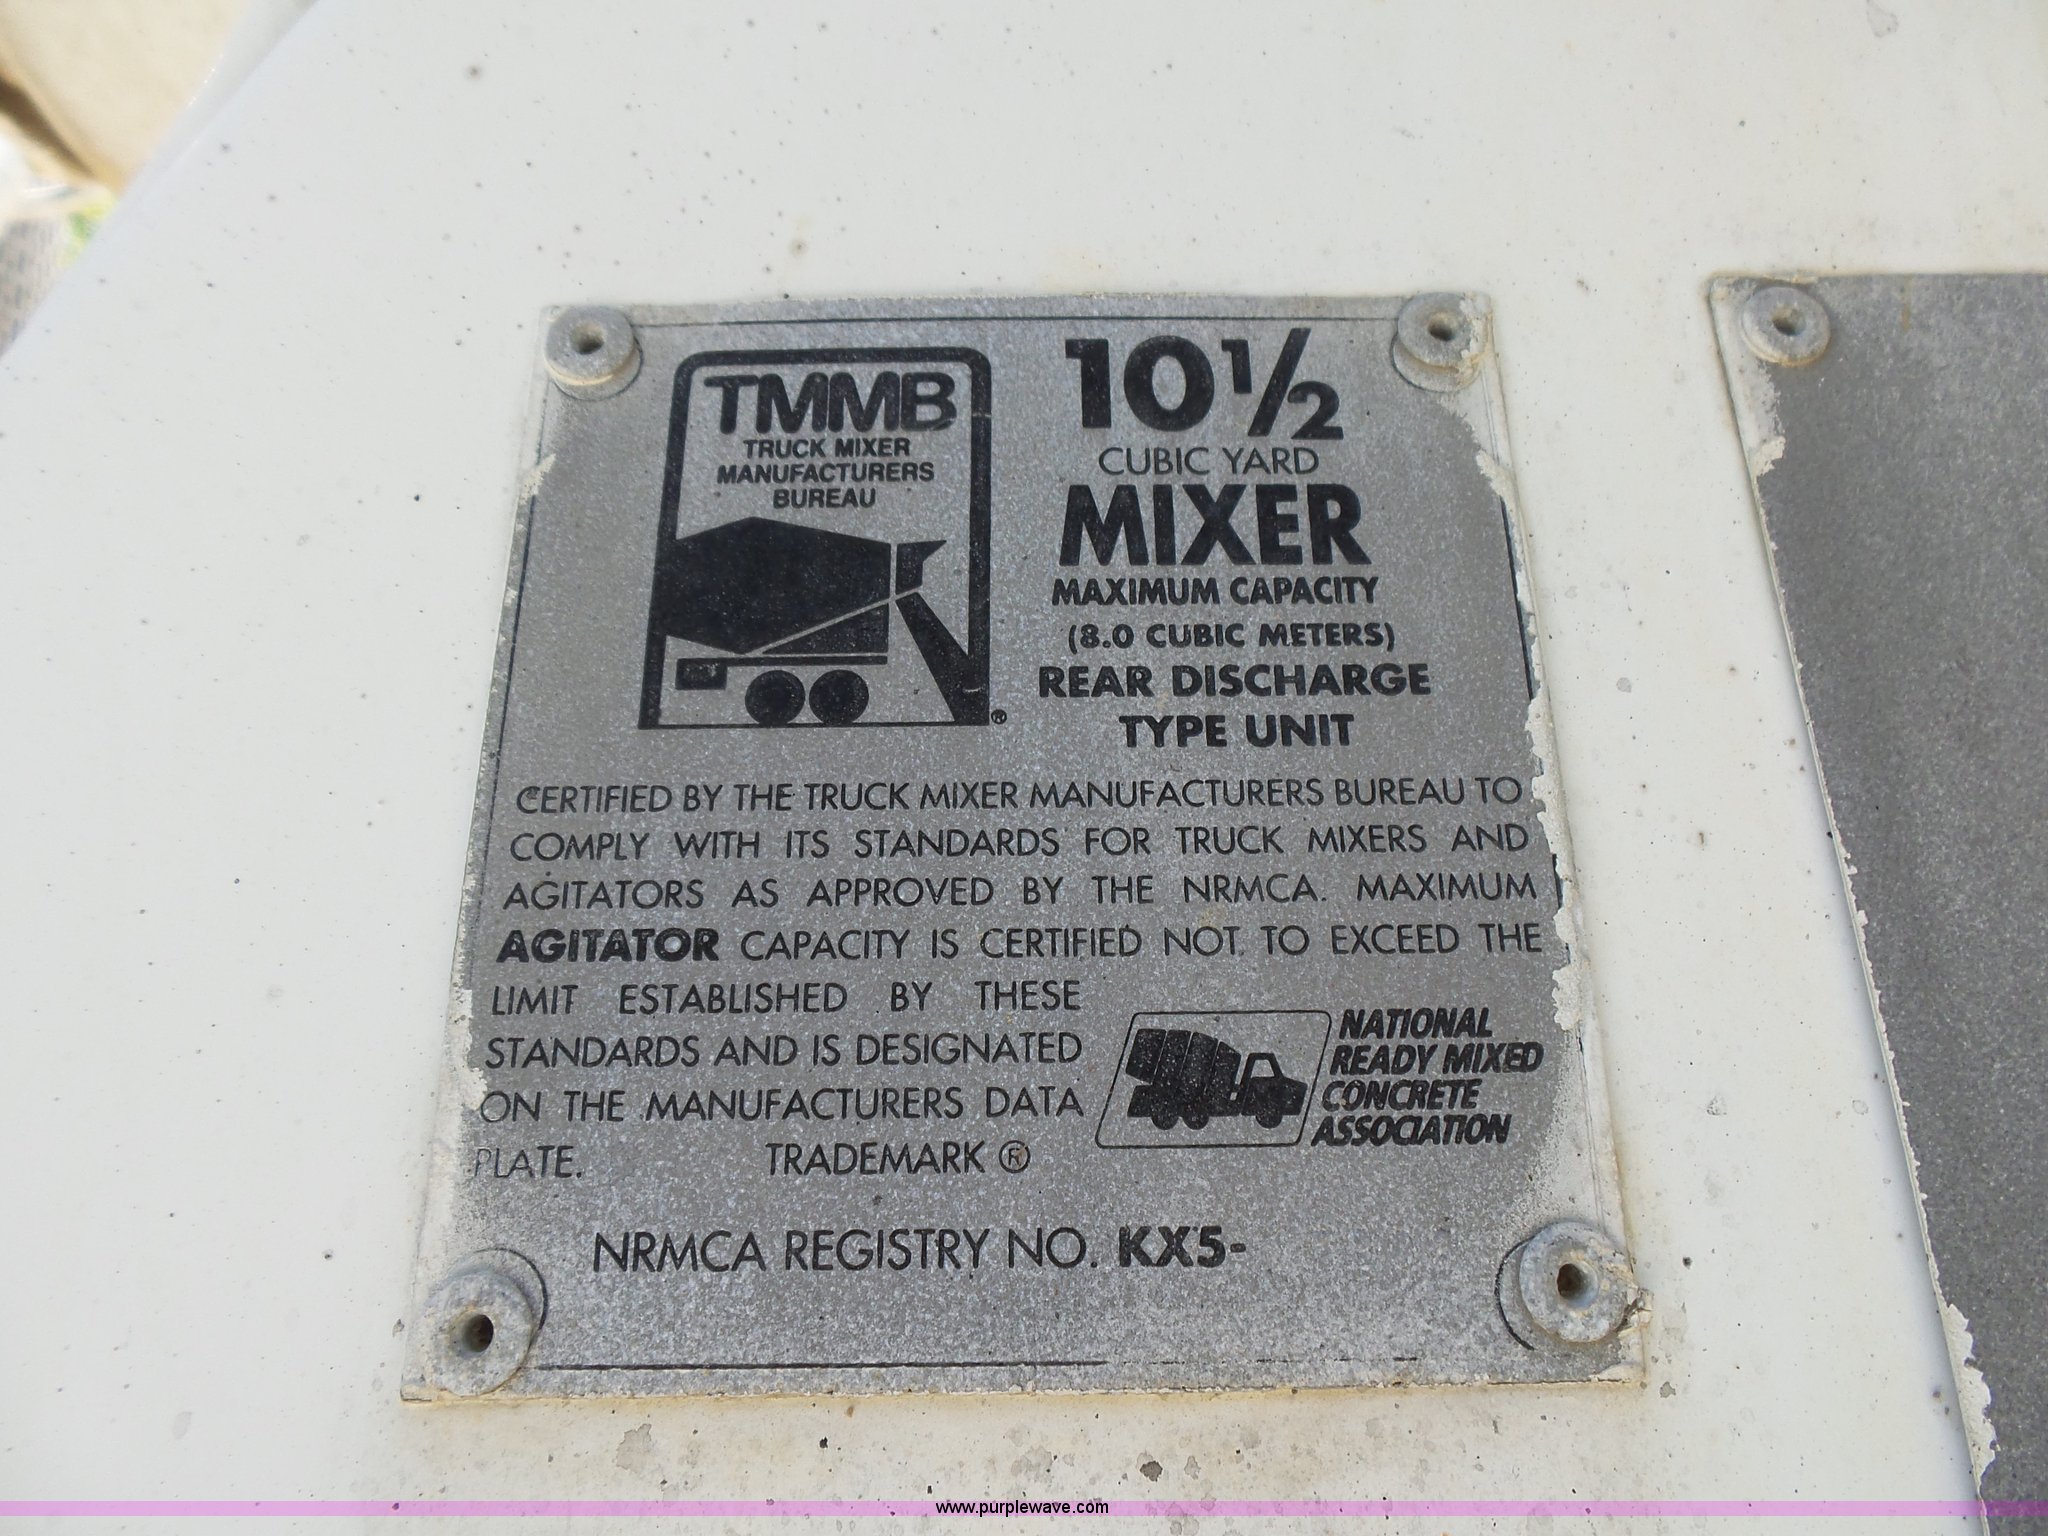 TMMB
TRUCK MIXER
MANUFACTURERS
BUREAU
®
10 1/2
CUBIC YARD
MIXER
MAXIMUM CAPACITY
(8.0 CUBIC METERS)
REAR DISCHARGE
TYPE UNIT
CERTIFIED BY THE TRUCK MIXER MANUFACTURERS BUREAU TO
COMPLY WITH ITS STANDARDS FOR TRUCK MIXERS AND
AGITATORS AS APPROVED BY THE NRMCA. MAXIMUM
AGITATOR CAPACITY IS CERTIFIED NOT TO EXCEED THE
LIMIT ESTABLISHED BY THESE
STANDARDS AND IS DESIGNATED
ON THE MANUFACTURERS DATA
PLATE. TRADEMARK ®
NATIONAL
READY MIXED
CONCRETE
ASSOCIATION
NRMCA REGISTRY NO. KX5-
www.purplewave.com